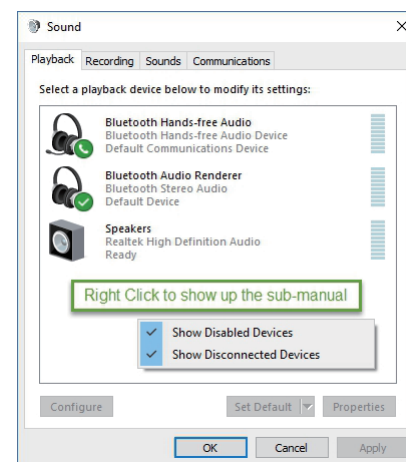 Sound
Playback Recording Sounds Communications
Select a playback device below to modify its settings:
Bluetooth Hands-free Audio
Bluetooth Hands-free Audio Device
Default Communications Device
Bluetooth Audio Renderer
Bluetooth Stereo Audio
Default Device
Speakers
Realtek High Definition Audio
Ready
Right Click to show up the sub-manual
Show Disabled Devices
Show Disconnected Devices
Configure Set Default Properties
OK Cancel Apply